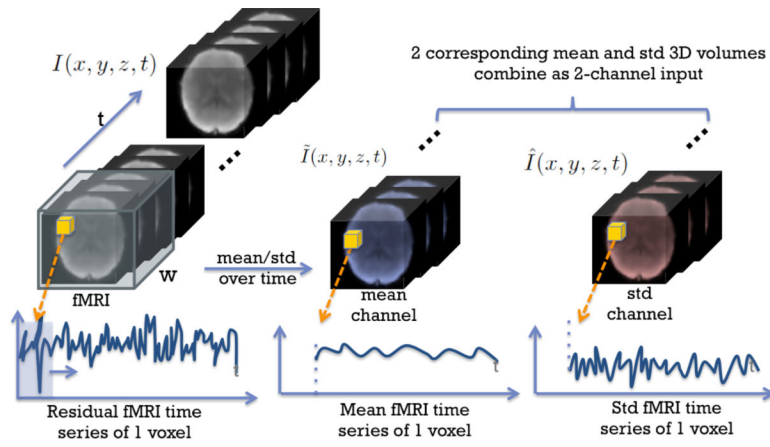 I(x, y, z, t)
t
2 corresponding mean and std 3D volumes
combine as 2-channel input
Ĩ(x, y, z, t)
Î(x, y, z, t)
fMRI
w
mean/std
over time
mean
channel
std
channel
t
t
t
Residual fMRI time
series of 1 voxel
Mean fMRI time
series of 1 voxel
Std fMRI time
series of 1 voxel